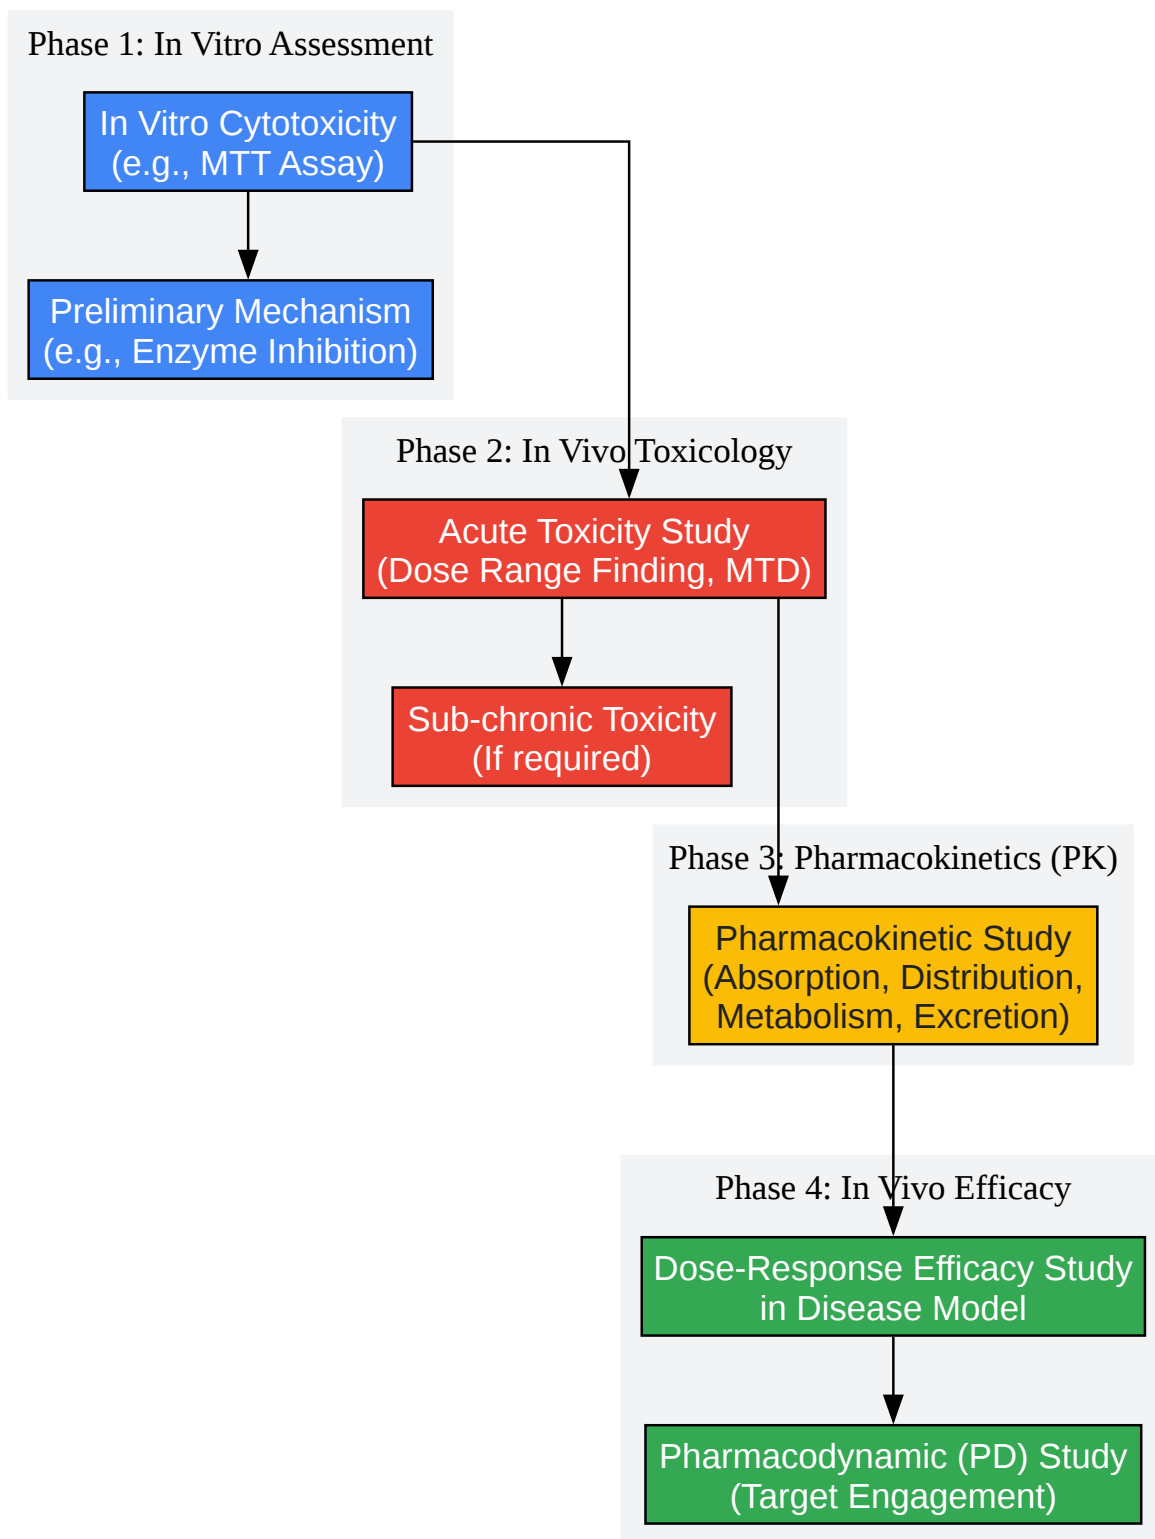 Phase 1: In Vitro Assessment
In Vitro Cytotoxicity
(e.g., MTT Assay)
Preliminary Mechanism
(e.g., Enzyme Inhibition)
Phase 2: In Vivo Toxicology
Acute Toxicity Study
(Dose Range Finding, MTD)
Sub-chronic Toxicity
(If required)
Phase 3: Pharmacokinetics (PK)
Pharmacokinetic Study
(Absorption, Distribution,
Metabolism, Excretion)
Phase 4: In Vivo Efficacy
Dose-Response Efficacy Study
in Disease Model
Pharmacodynamic (PD) Study
(Target Engagement)